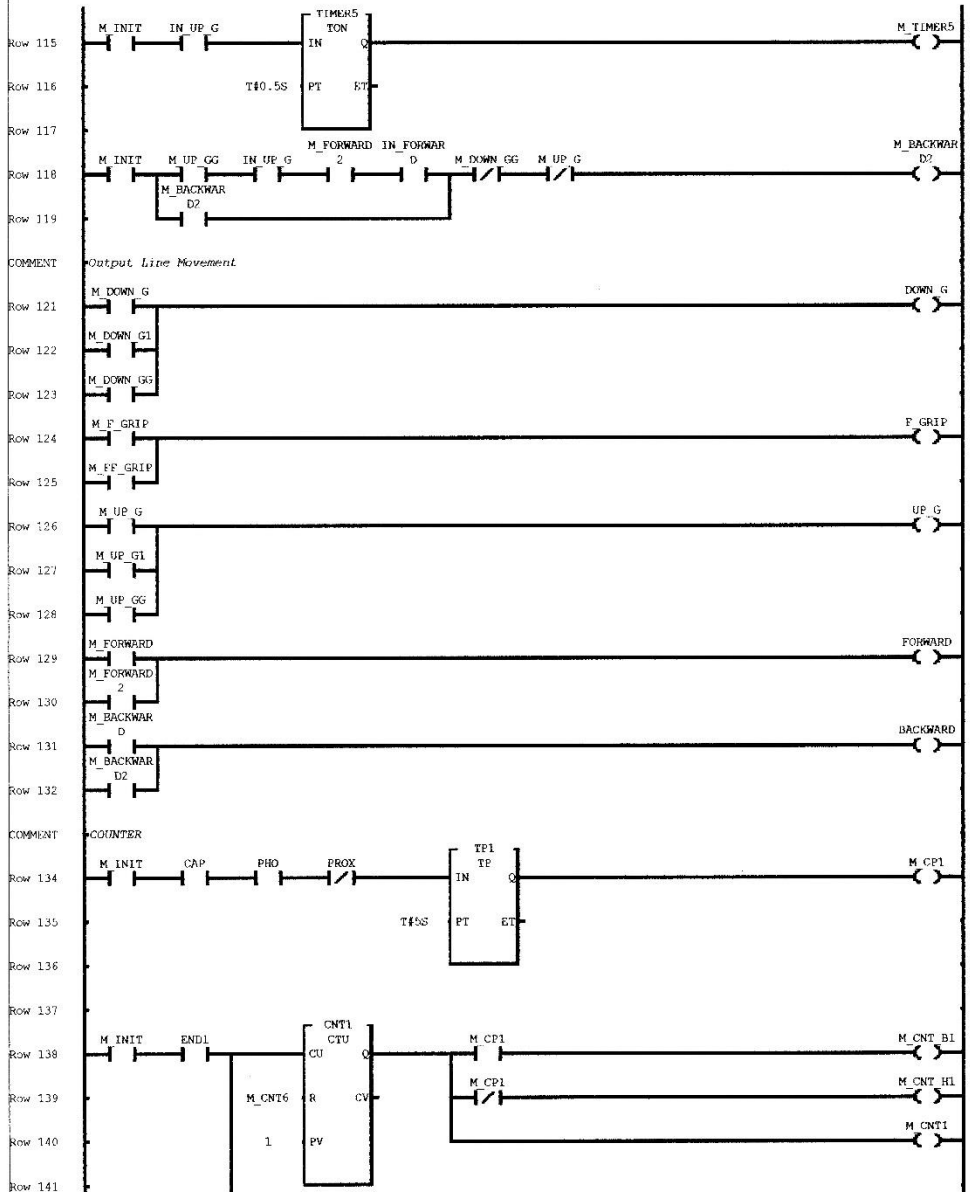 TIMER5
M_INIT IN_UP_G TON M_TIMER5
Row 115 IN Q
Row 116 T#0.5S PT ET
Row 117
M_FORWARD IN_FORWAR M_BACKWAR
M_INIT M_UP_GG IN_UP_G 2 D M_DOWN_GG M_UP_G D2
Row 118
M_BACKWAR
D2
Row 119
COMMENT Output Line Movement
M_DOWN_G DOWN_G
Row 121
M_DOWN_G1
Row 122
M_DOWN_GG
Row 123
M_F_GRIP F_GRIP
Row 124
M_FF_GRIP
Row 125
M_UP_G UP_G
Row 126
M_UP_G1
Row 127
M_UP_GG
Row 128
M_FORWARD FORWARD
Row 129
M_FORWARD
2
Row 130
M_BACKWAR
D BACKWARD
Row 131
M_BACKWAR
D2
Row 132
COMMENT COUNTER
TP1
M_INIT CAP PHO PROX TP M_CP1
Row 134 IN Q
Row 135 T#5S PT ET
Row 136
Row 137
CNT1
M_INIT END1 CTU M_CP1 M_CNT_B1
Row 138 CU Q
M_CP1 M_CNT_H1
Row 139 M_CNT6 R CV
M_CNT1
Row 140 1 PV
Row 141